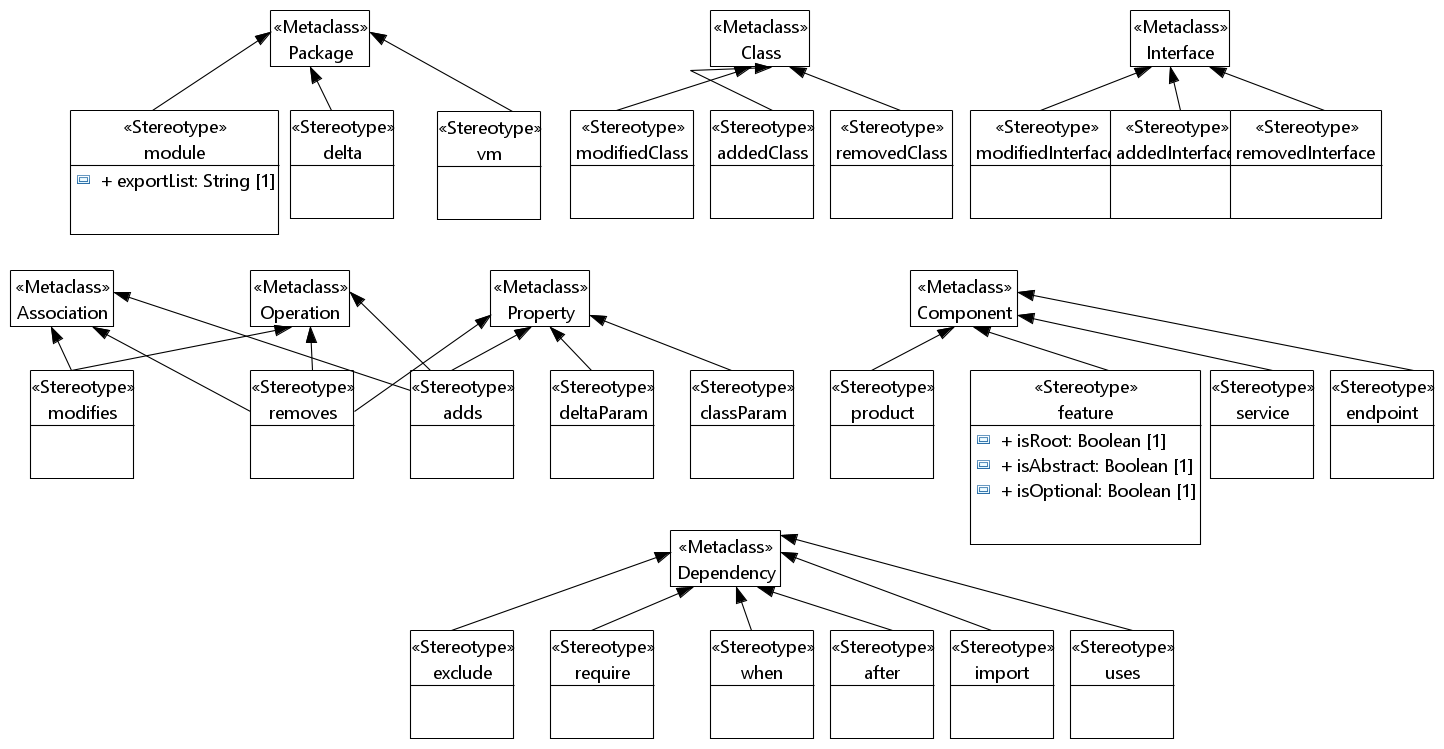 «Metaclass»
Package
«Metaclass»
Class
«Metaclass»
Interface
«Stereotype»
module
+ exportList: String [1]
«Stereotype»
delta
«Stereotype»
vm
«Stereotype»
modifiedClass
«Stereotype»
addedClass
«Stereotype»
removedClass
«Stereotype»
modifiedInterface
«Stereotype»
addedInterface
«Stereotype»
removedInterface
«Metaclass»
Association
«Metaclass»
Operation
«Metaclass»
Property
«Metaclass»
Component
«Stereotype»
modifies
«Stereotype»
removes
«Stereotype»
adds
«Stereotype»
deltaParam
«Stereotype»
classParam
«Stereotype»
product
«Stereotype»
feature
+ isRoot: Boolean [1]
+ isAbstract: Boolean [1]
+ isOptional: Boolean [1]
«Stereotype»
service
«Stereotype»
endpoint
«Metaclass»
Dependency
«Stereotype»
exclude
«Stereotype»
require
«Stereotype»
when
«Stereotype»
after
«Stereotype»
import
«Stereotype»
uses